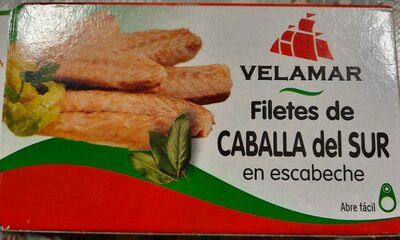 VELAMAR
Filetes de
CABALLA del SUR
en escabeche
Abre fácil